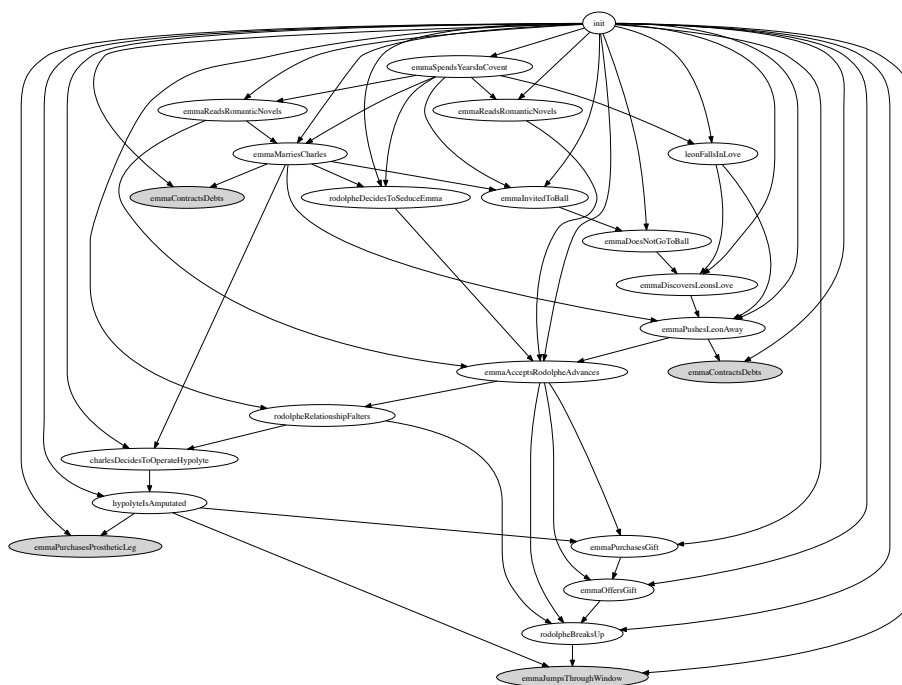 init
emmaSpendsYearsInCovent
emmaReadsRomanticNovels
emmaReadsRomanticNovels
emmaMarriesCharles
leonFallsInLove
emmaContractsDebts
rodolpheDecidesToSeduceEmma
emmaInvitedToBall
emmaDoesNotGoToBall
emmaDiscoversLeonsLove
emmaPushesLeonAway
emmaAcceptsRodolpheAdvances
emmaContractsDebts
rodolpheRelationshipFalters
charlesDecidesToOperateHypolyte
hypolyteIsAmputated
emmaPurchasesProstheticLeg
emmaPurchasesGift
emmaOffersGift
rodolpheBreaksUp
emmaJumpsThroughWindow